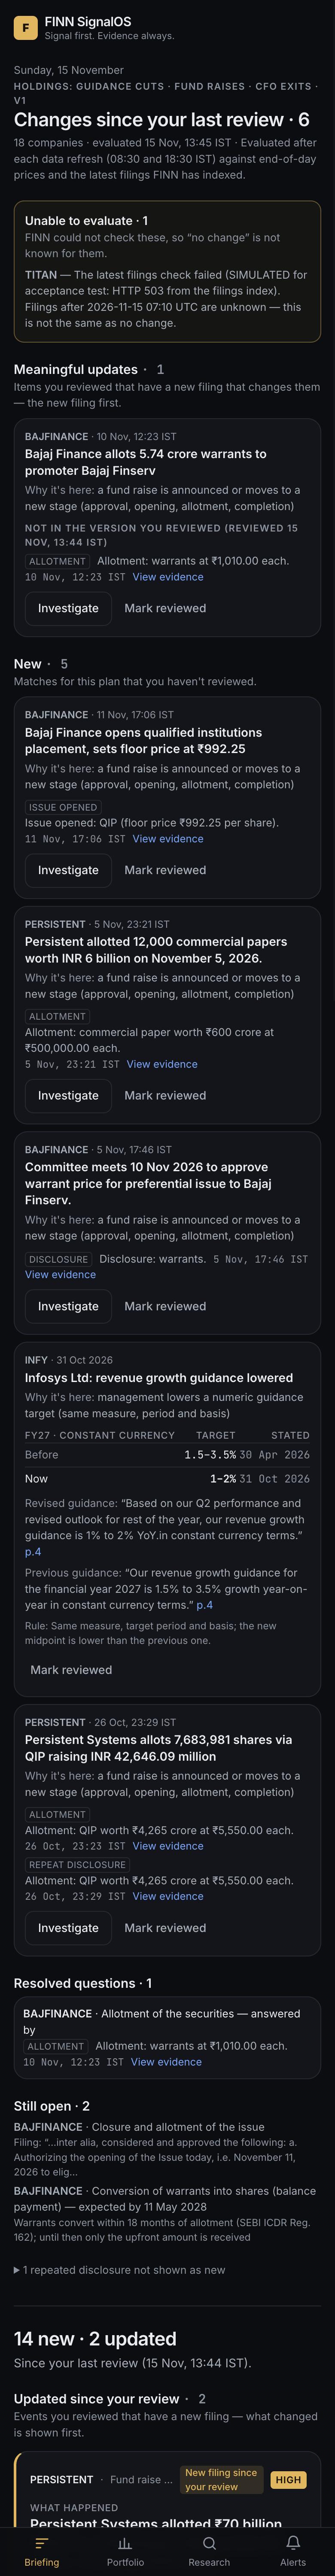 F
FINN SignalOS
Signal first. Evidence always.
Sunday, 15 November
HOLDINGS: GUIDANCE CUTS · FUND RAISES · CFO EXITS ·
V1
Changes since your last review · 6
18 companies · evaluated 15 Nov, 13:45 IST · Evaluated after
each data refresh (08:30 and 18:30 IST) against end-of-day
prices and the latest filings FINN has indexed.
Unable to evaluate · 1
FINN could not check these, so “no change” is not
known for them.
TITAN — The latest filings check failed (SIMULATED for
acceptance test: HTTP 503 from the filings index).
Filings after 2026-11-15 07:10 UTC are unknown — this
is not the same as no change.
Meaningful updates · 1
Items you reviewed that have a new filing that changes them
— the new filing first.
BAJFINANCE · 10 Nov, 12:23 IST
Bajaj Finance allots 5.74 crore warrants to
promoter Bajaj Finserv
Why it's here: a fund raise is announced or moves to a
new stage (approval, opening, allotment, completion)
NOT IN THE VERSION YOU REVIEWED (REVIEWED 15
NOV, 13:44 IST)
ALLOTMENT Allotment: warrants at ₹1,010.00 each.
10 Nov, 12:23 IST View evidence
Investigate Mark reviewed
New · 5
Matches for this plan that you haven't reviewed.
BAJFINANCE · 11 Nov, 17:06 IST
Bajaj Finance opens qualified institutions
placement, sets floor price at ₹992.25
Why it's here: a fund raise is announced or moves to a
new stage (approval, opening, allotment, completion)
ISSUE OPENED
Issue opened: QIP (floor price ₹992.25 per share).
11 Nov, 17:06 IST View evidence
Investigate Mark reviewed
PERSISTENT · 5 Nov, 23:21 IST
Persistent allotted 12,000 commercial papers
worth INR 6 billion on November 5, 2026.
Why it's here: a fund raise is announced or moves to a
new stage (approval, opening, allotment, completion)
ALLOTMENT
Allotment: commercial paper worth ₹600 crore at
₹500,000.00 each.
5 Nov, 23:21 IST View evidence
Investigate Mark reviewed
BAJFINANCE · 5 Nov, 17:46 IST
Committee meets 10 Nov 2026 to approve
warrant price for preferential issue to Bajaj
Finserv.
Why it's here: a fund raise is announced or moves to a
new stage (approval, opening, allotment, completion)
DISCLOSURE Disclosure: warrants. 5 Nov, 17:46 IST
View evidence
Investigate Mark reviewed
INFY · 31 Oct 2026
Infosys Ltd: revenue growth guidance lowered
Why it's here: management lowers a numeric guidance
target (same measure, period and basis)
FY27 · CONSTANT CURRENCY TARGET STATED
Before 1.5–3.5% 30 Apr 2026
Now 1–2% 31 Oct 2026
Revised guidance: “Based on our Q2 performance and
revised outlook for rest of the year, our revenue growth
guidance is 1% to 2% YoY.in constant currency terms.”
p.4
Previous guidance: “Our revenue growth guidance for
the financial year 2027 is 1.5% to 3.5% growth year-on-
year in constant currency terms.” p.4
Rule: Same measure, target period and basis; the new
midpoint is lower than the previous one.
Mark reviewed
PERSISTENT · 26 Oct, 23:29 IST
Persistent Systems allots 7,683,981 shares via
QIP raising INR 42,646.09 million
Why it's here: a fund raise is announced or moves to a
new stage (approval, opening, allotment, completion)
ALLOTMENT
Allotment: QIP worth ₹4,265 crore at ₹5,550.00 each.
26 Oct, 23:23 IST View evidence
REPEAT DISCLOSURE
Allotment: QIP worth ₹4,265 crore at ₹5,550.00 each.
26 Oct, 23:29 IST View evidence
Investigate Mark reviewed
Resolved questions · 1
BAJFINANCE · Allotment of the securities — answered
by
ALLOTMENT Allotment: warrants at ₹1,010.00 each.
10 Nov, 12:23 IST View evidence
Still open · 2
BAJFINANCE · Closure and allotment of the issue
Filing: “...inter alia, considered and approved the following: a.
Authorizing the opening of the Issue today, i.e. November 11,
2026 to elig...
BAJFINANCE · Conversion of warrants into shares (balance
payment) — expected by 11 May 2028
Warrants convert within 18 months of allotment (SEBI ICDR Reg.
162); until then only the upfront amount is received
▶ 1 repeated disclosure not shown as new
14 new · 2 updated
Since your last review (15 Nov, 13:44 IST).
Updated since your review · 2
Events you reviewed that have a new filing — what changed
is shown first.
PERSISTENT · Fund raise ... New filing since
your review HIGH
WHAT HAPPENED
Persistent Systems allotted ₹70 billion
Briefing Portfolio Research Alerts